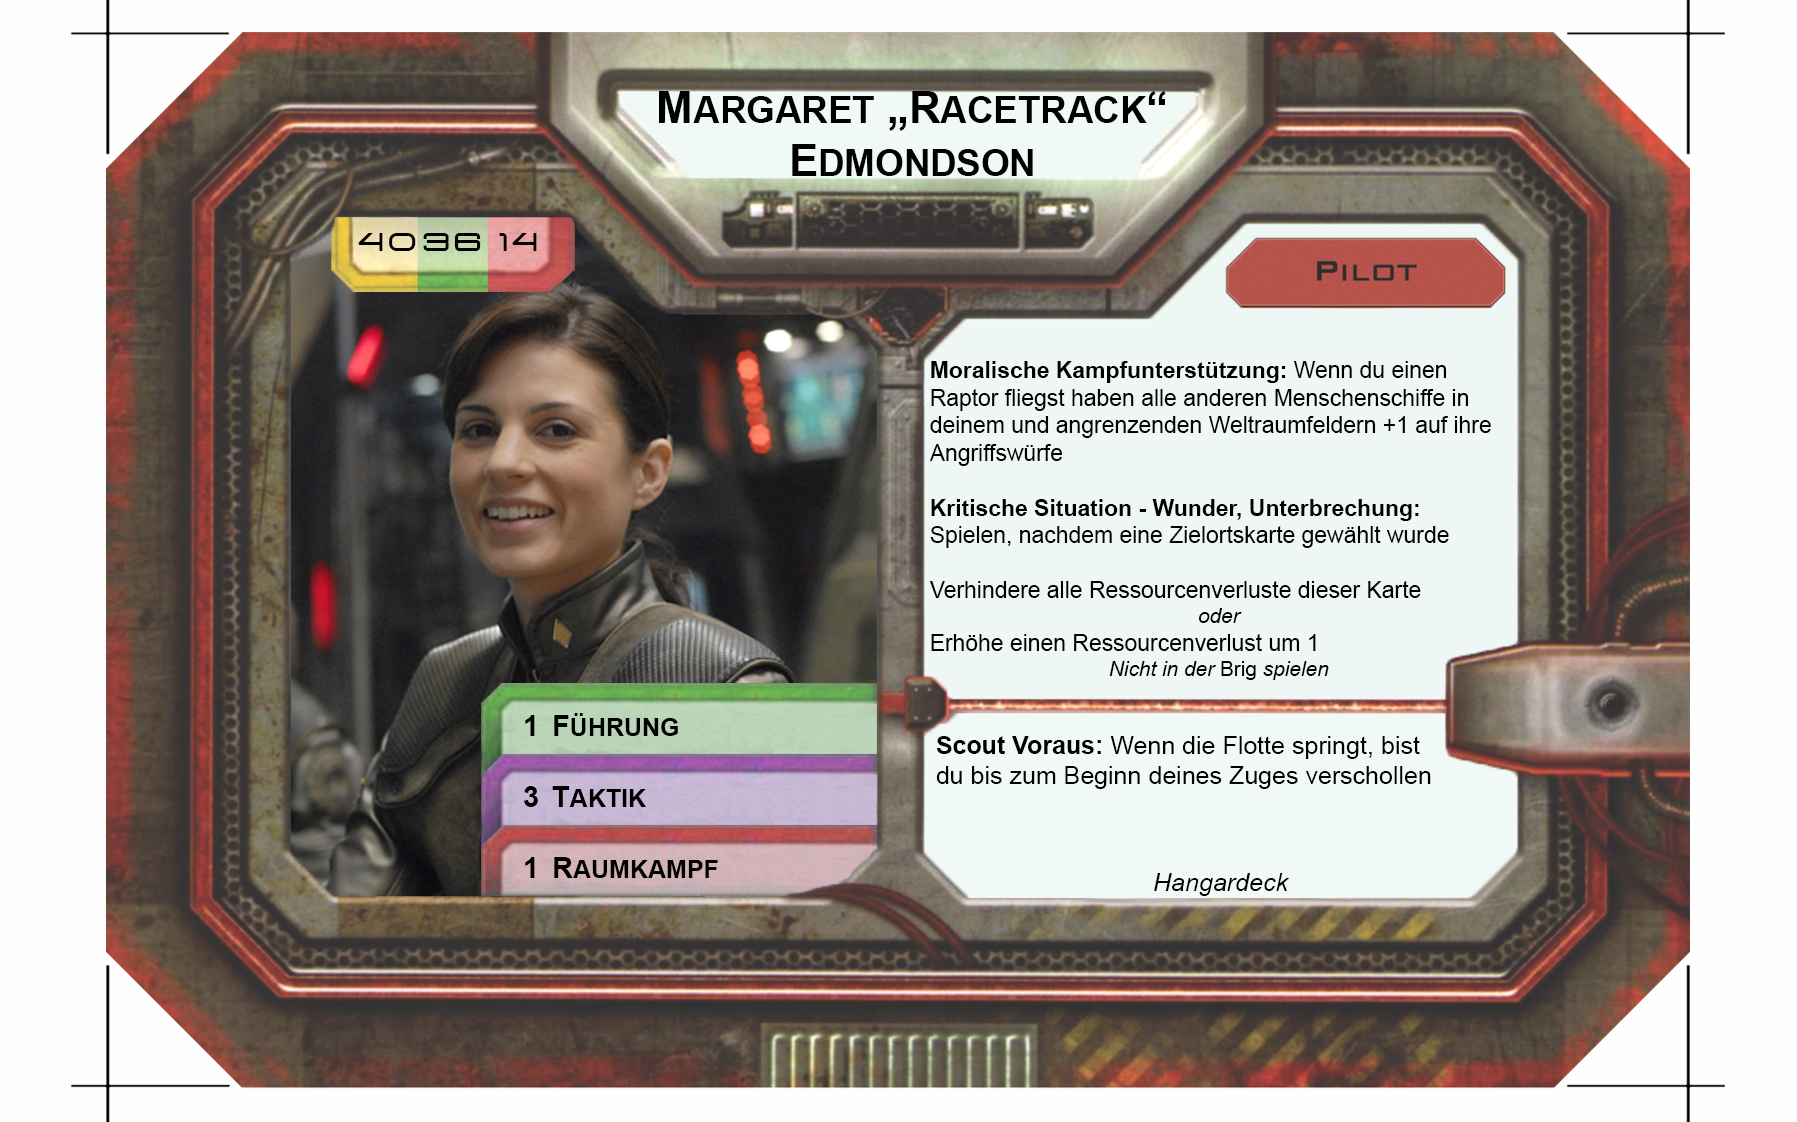 MARGARET „RACETRACK“
EDMONDSON
40 36 14
PILOT
Moralische Kampfunterstützung: Wenn du einen
Raptor fliegst haben alle anderen Menschenschiffe in
deinem und angrenzenden Weltraumfeldern +1 auf ihre
Angriffswürfe
Kritische Situation - Wunder, Unterbrechung:
Spielen, nachdem eine Zielortskarte gewählt wurde
Verhindere alle Ressourcenverluste dieser Karte
oder
Erhöhe einen Ressourcenverlust um 1
Nicht in der Brig spielen
1 FÜHRUNG
3 TAKTIK
1 RAUMKAMPF
Scout Voraus: Wenn die Flotte springt, bist
du bis zum Beginn deines Zuges verschollen
Hangardeck